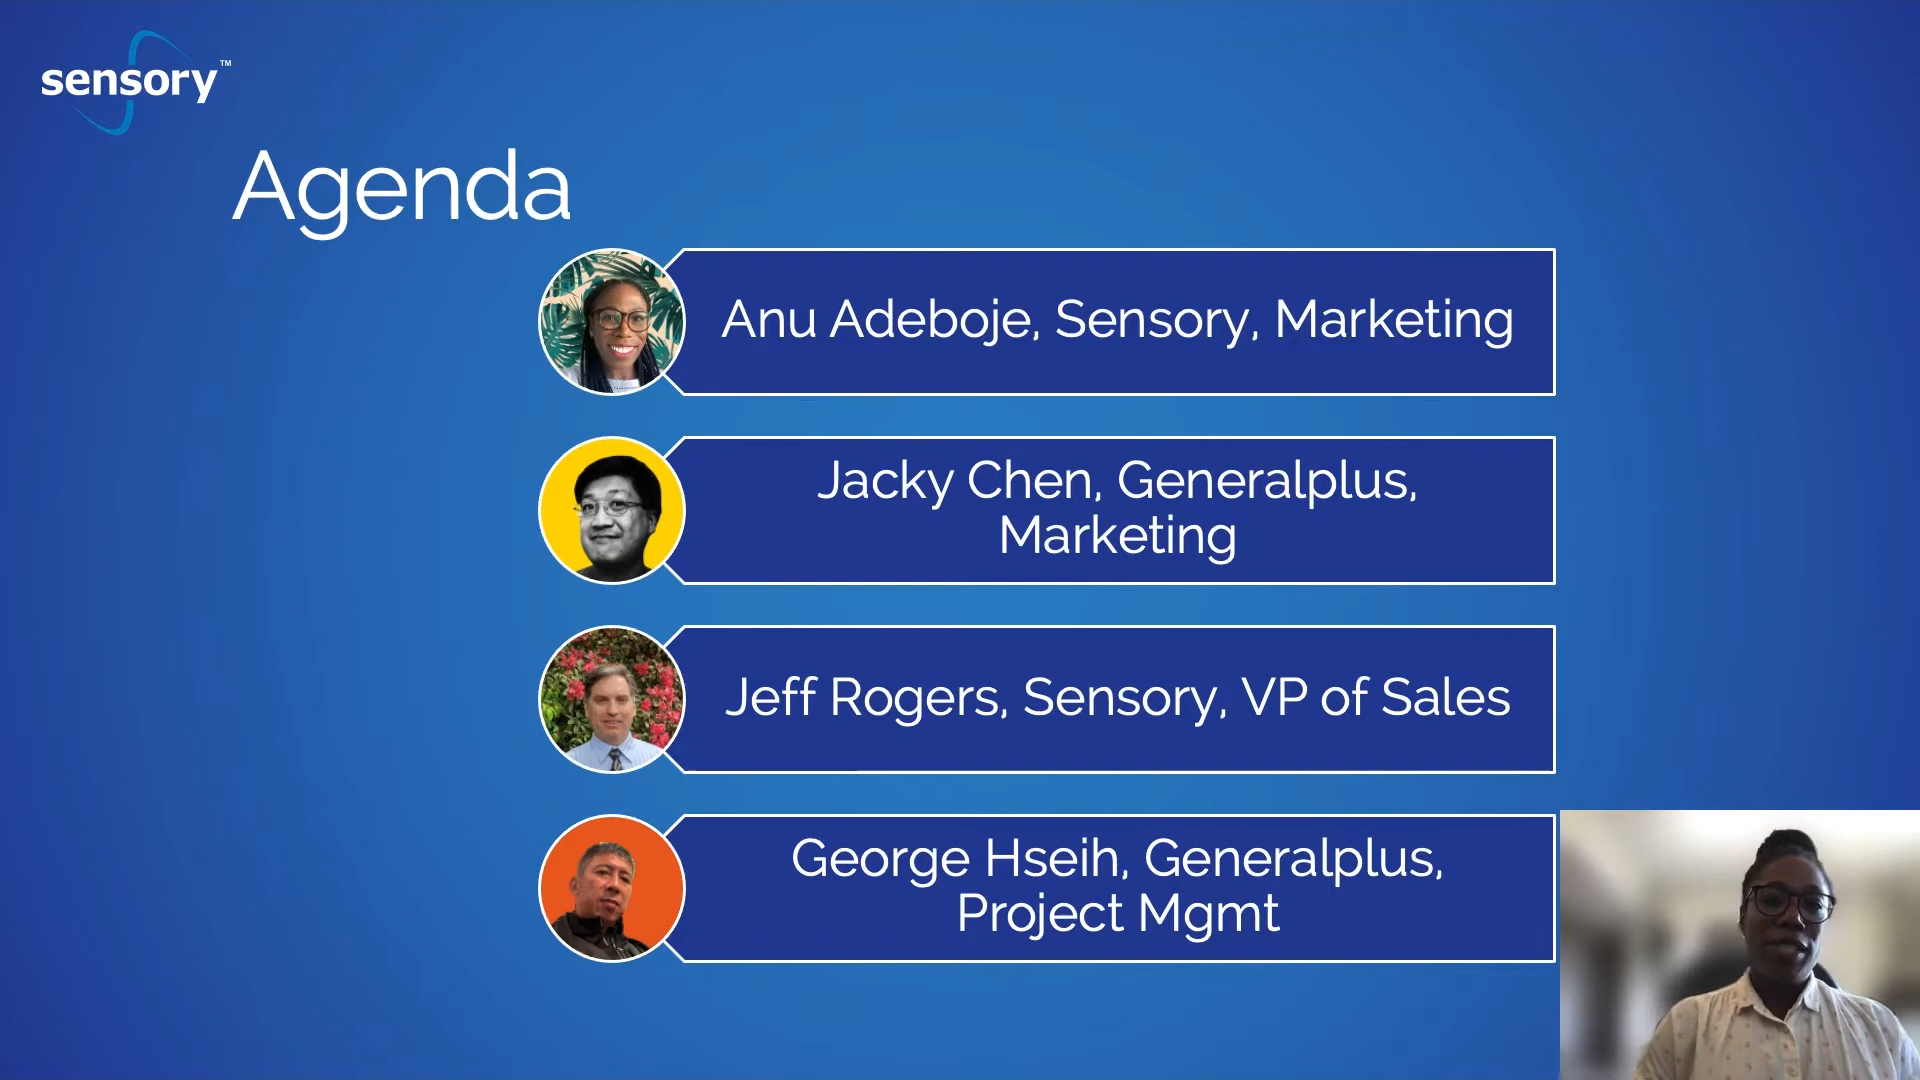 sensory™
Agenda
Anu Adeboje, Sensory, Marketing
Jacky Chen, Generalplus,
Marketing
Jeff Rogers, Sensory, VP of Sales
George Hseih, Generalplus,
Project Mgmt